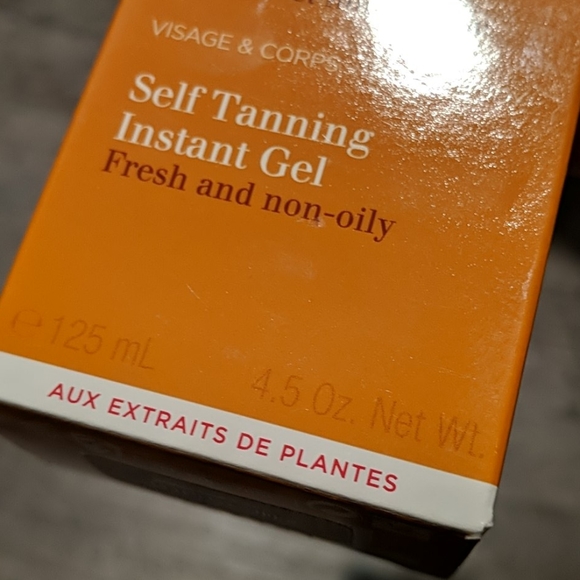 VISAGE & CORPS
Self Tanning
Instant Gel
Fresh and non-oily
℮ 125 mL
4.5 Oz. Net Wt.
AUX EXTRAITS DE PLANTES